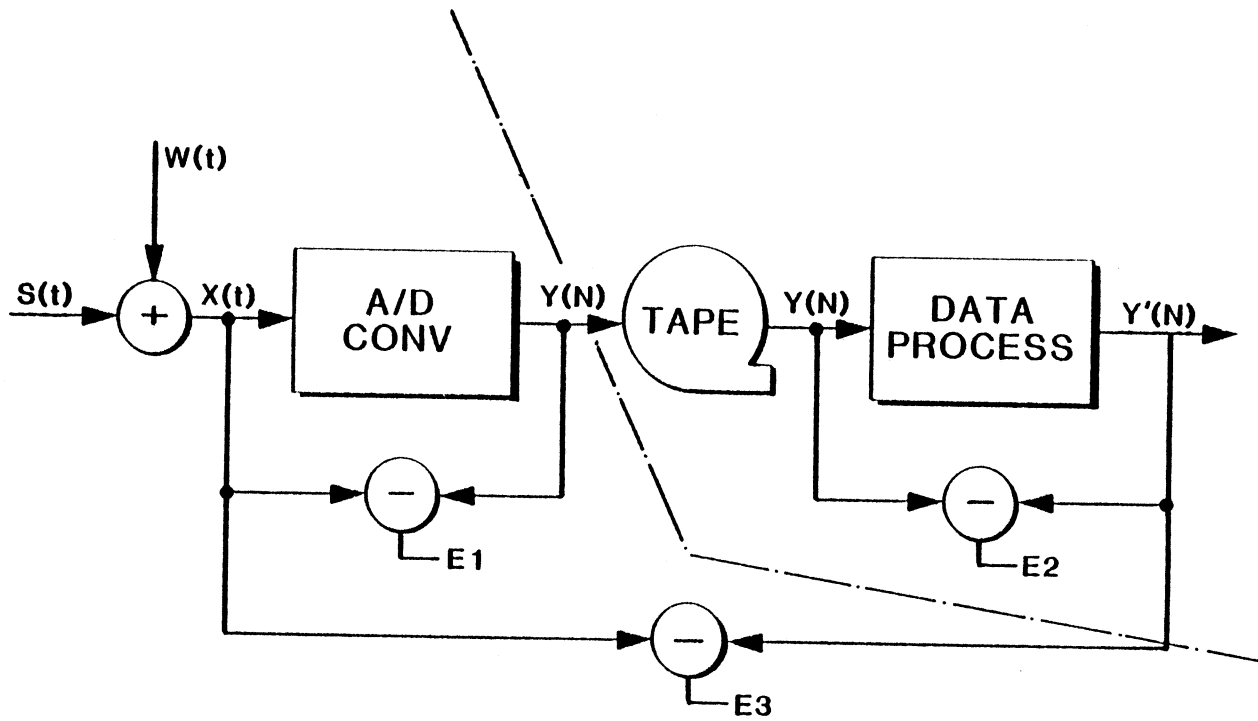 W(t)
S(t)
X(t)
A/D
CONV
Y(N)
TAPE
Y(N)
DATA
PROCESS
Y'(N)
+
−
E1
−
E2
−
E3